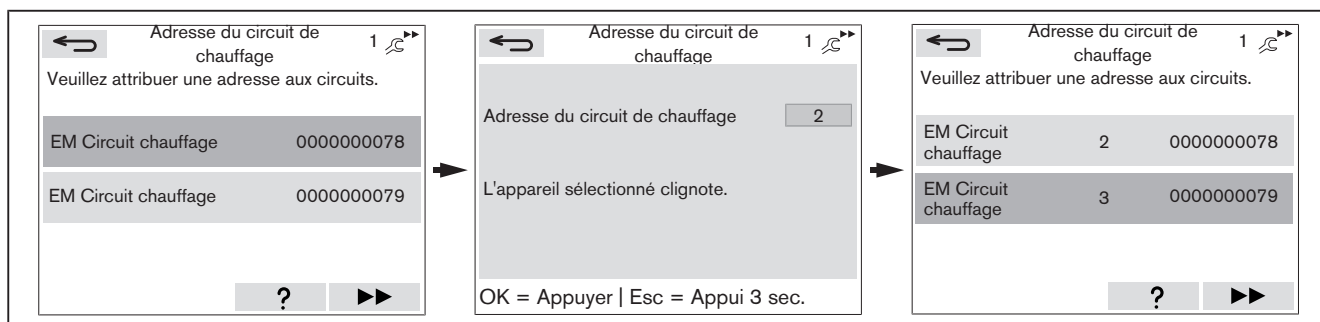 Adresse du circuit de
chauffage
1
Veuillez attribuer une adresse aux circuits.
EM Circuit chauffage 0000000078
EM Circuit chauffage 0000000079
?
Adresse du circuit de
chauffage
1
Adresse du circuit de chauffage 2
L'appareil sélectionné clignote.
OK = Appuyer | Esc = Appui 3 sec.
Adresse du circuit de
chauffage
1
Veuillez attribuer une adresse aux circuits.
EM Circuit
chauffage 2 0000000078
EM Circuit
chauffage 3 0000000079
?